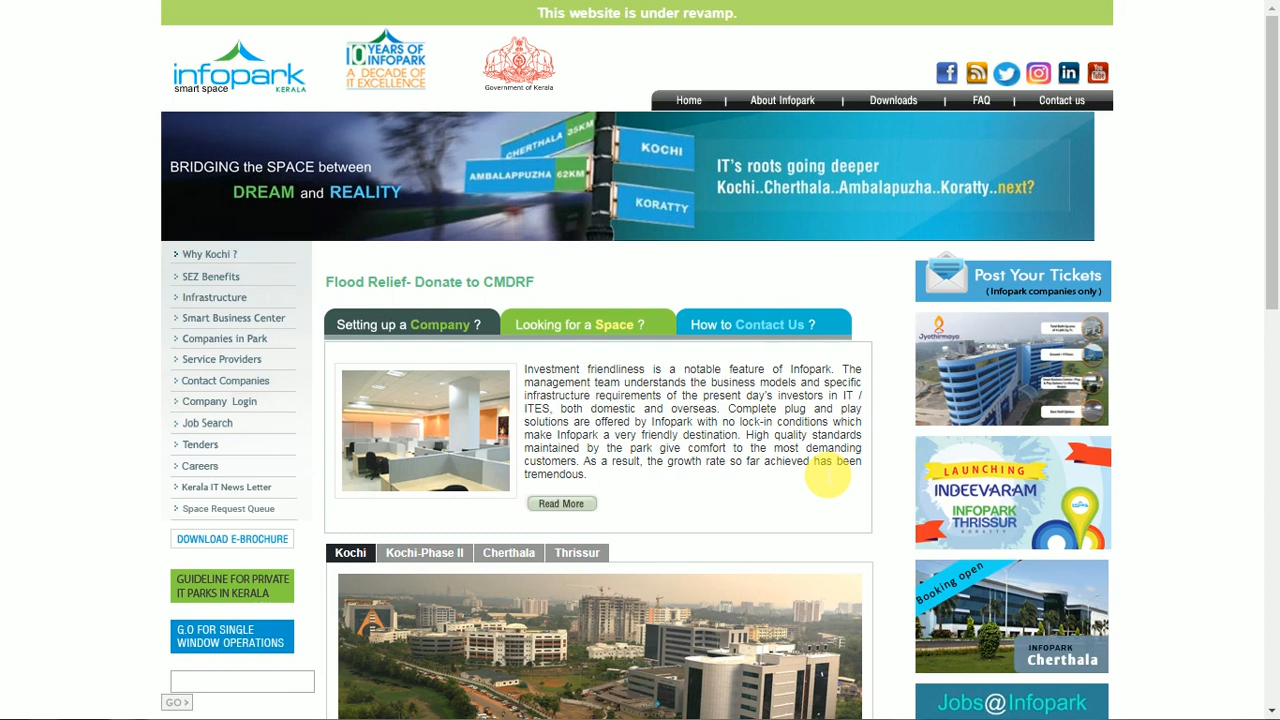 This website is under revamp.
infopark
smart space KERALA
10 YEARS OF
INFOPARK
A DECADE OF
IT EXCELLENCE
Government of Kerala
Home | About Infopark | Downloads | FAQ | Contact us
BRIDGING the SPACE between
DREAM and REALITY
CHERTHALA 35KM
AMBALAPPUZHA 62KM
KOCHI
KORATTY
IT's roots going deeper
Kochi..Cherthala..Ambalapuzha..Koratty..next?
Why Kochi ?
SEZ Benefits
Infrastructure
Smart Business Center
Companies in Park
Service Providers
Contact Companies
Company Login
Job Search
Tenders
Careers
Kerala IT News Letter
Space Request Queue
DOWNLOAD E-BROCHURE
GUIDELINE FOR PRIVATE
IT PARKS IN KERALA
G.O FOR SINGLE
WINDOW OPERATIONS
GO >
Flood Relief- Donate to CMDRF
Setting up a Company ?
Looking for a Space ?
How to Contact Us ?
Investment friendliness is a notable feature of Infopark. The
management team understands the business models and specific
infrastructure requirements of the present day's investors in IT /
ITES, both domestic and overseas. Complete plug and play
solutions are offered by Infopark with no lock-in conditions which
make Infopark a very friendly destination. High quality standards
maintained by the park give comfort to the most demanding
customers. As a result, the growth rate so far achieved has been
tremendous.
Read More
Kochi
Kochi-Phase II
Cherthala
Thrissur
Post Your Tickets
( Infopark companies only )
Jyothirmaya
LAUNCHING
INDEEVARAM
INFOPARK
THRISSUR
KORATTY
Booking open
INFOPARK
Cherthala
Jobs@Infopark